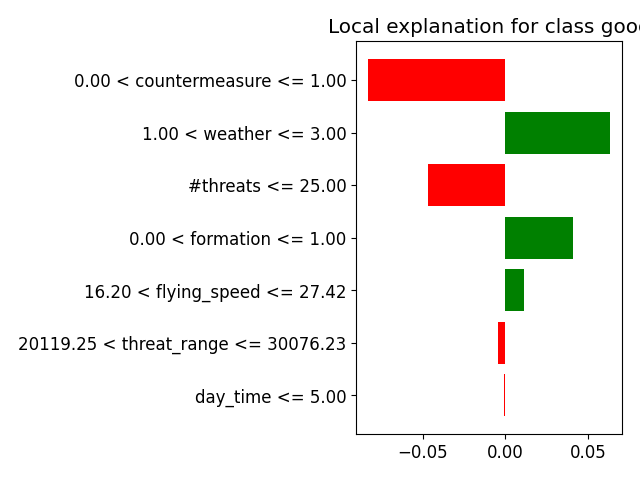 Local explanation for class goo
0.00 < countermeasure <= 1.00
1.00 < weather <= 3.00
#threats <= 25.00
0.00 < formation <= 1.00
16.20 < flying_speed <= 27.42
20119.25 < threat_range <= 30076.23
day_time <= 5.00
−0.05 0.00 0.05